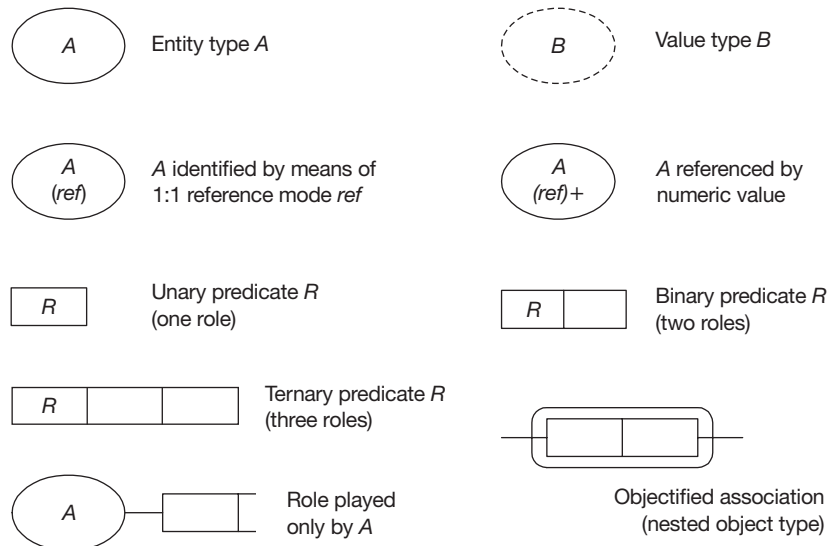 A
Entity type A
B
Value type B
A
(ref)
A identified by means of
1:1 reference mode ref
A
(ref)+
A referenced by
numeric value
R
Unary predicate R
(one role)
R
Binary predicate R
(two roles)
R
Ternary predicate R
(three roles)
Objectified association
(nested object type)
A
Role played
only by A